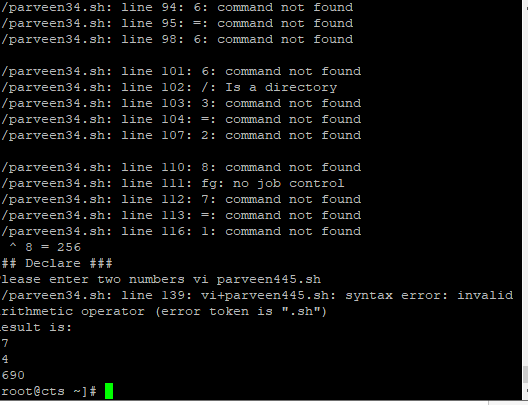 /parveen34.sh: line 94: 6: command not found
/parveen34.sh: line 95: =: command not found
/parveen34.sh: line 98: 6: command not found
/parveen34.sh: line 101: 6: command not found
/parveen34.sh: line 102: /: Is a directory
/parveen34.sh: line 103: 3: command not found
/parveen34.sh: line 104: =: command not found
/parveen34.sh: line 107: 2: command not found
/parveen34.sh: line 110: 8: command not found
/parveen34.sh: line 111: fg: no job control
/parveen34.sh: line 112: 7: command not found
/parveen34.sh: line 113: =: command not found
/parveen34.sh: line 116: 1: command not found
^ 8 = 256
## Declare ###
lease enter two numbers vi parveen445.sh
/parveen34.sh: line 139: vi+parveen445.sh: syntax error: invalid
rithmetic operator (error token is ".sh")
esult is:
7
4
690
root@cts ~]#